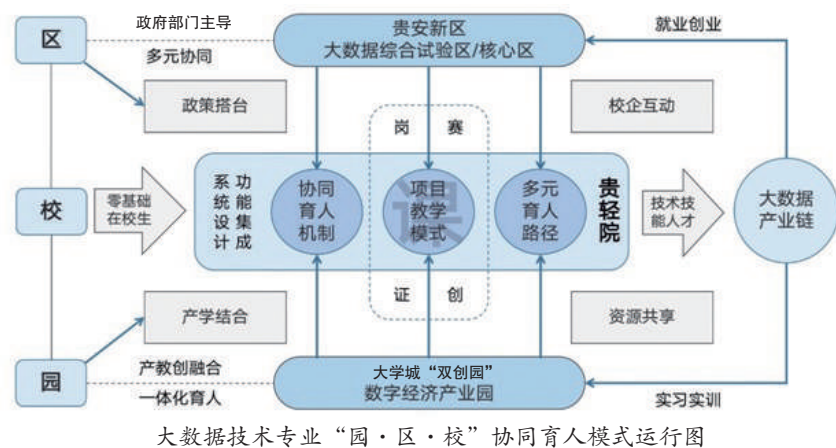 区
政府部门主导
多元协同
贵安新区
大数据综合试验区/核心区
就业创业
政策搭台
岗 赛
校企互动
校
零基础
在校生
系统设计
功能集成
协同
育人
机制
课
项目
教学
模式
多元
育人
路径
贵轻院
技术技
能人才
大数据
产业链
证 创
产学结合
资源共享
园
产教创融合
一体化育人
大学城“双创园”
数字经济产业园
实习实训
大数据技术专业“园·区·校”协同育人模式运行图